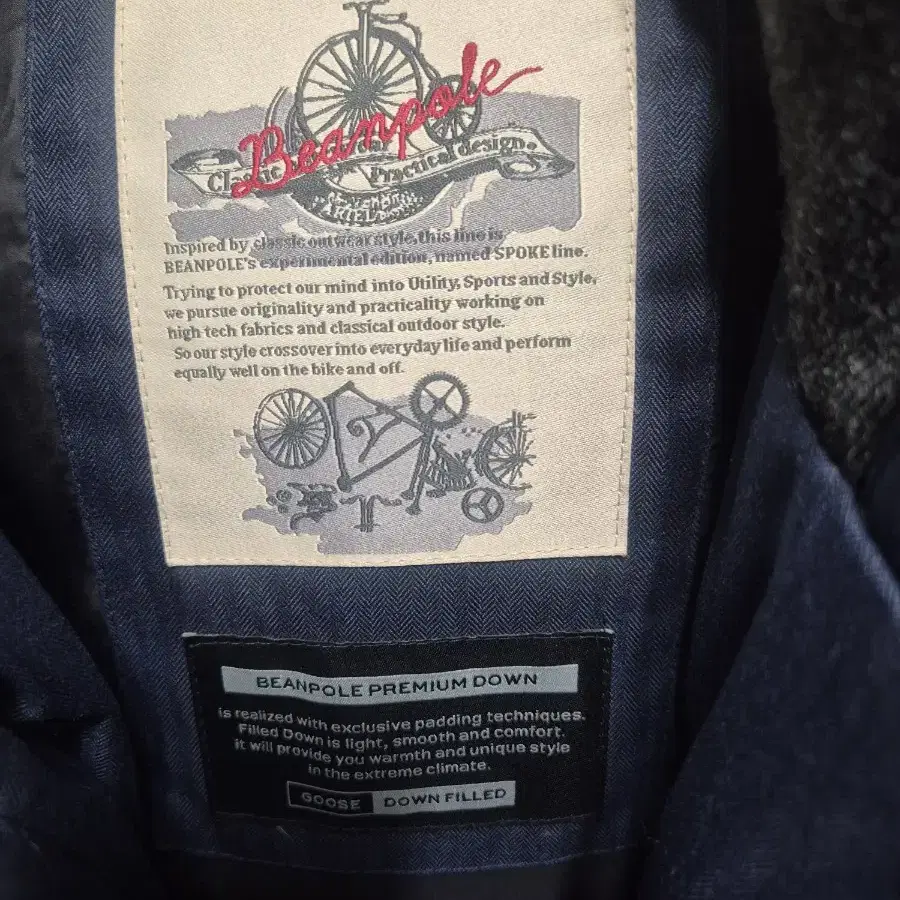 Beanpole
Classic Practical design.
Inspired by classic outwear style, this line is
BEANPOLE's experimental edition, named SPOKE line.
Trying to protect our mind into Utility, Sports and Style,
we pursue originality and practicality working on
high tech fabrics and classical outdoor style.
So our style crossover into everyday life and perform
equally well on the bike and off.
BEANPOLE PREMIUM DOWN
is realized with exclusive padding techniques.
Filled Down is light, smooth and comfort.
it will provide you warmth and unique style
in the extreme climate.
GOOSE DOWN FILLED